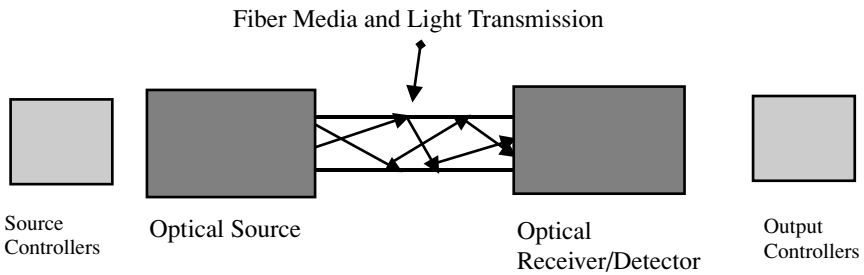 Fiber Media and Light Transmission
Source
Controllers
Optical Source
Optical
Receiver/Detector
Output
Controllers